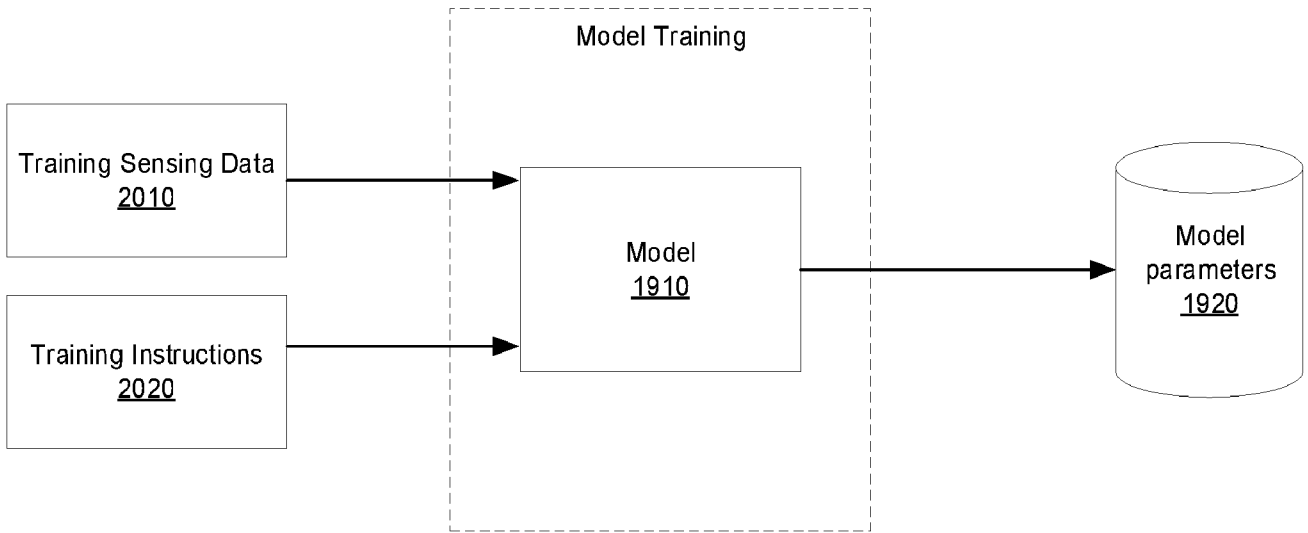 Model Training
Training Sensing Data
2010
Training Instructions
2020
Model
1910
Model
parameters
1920